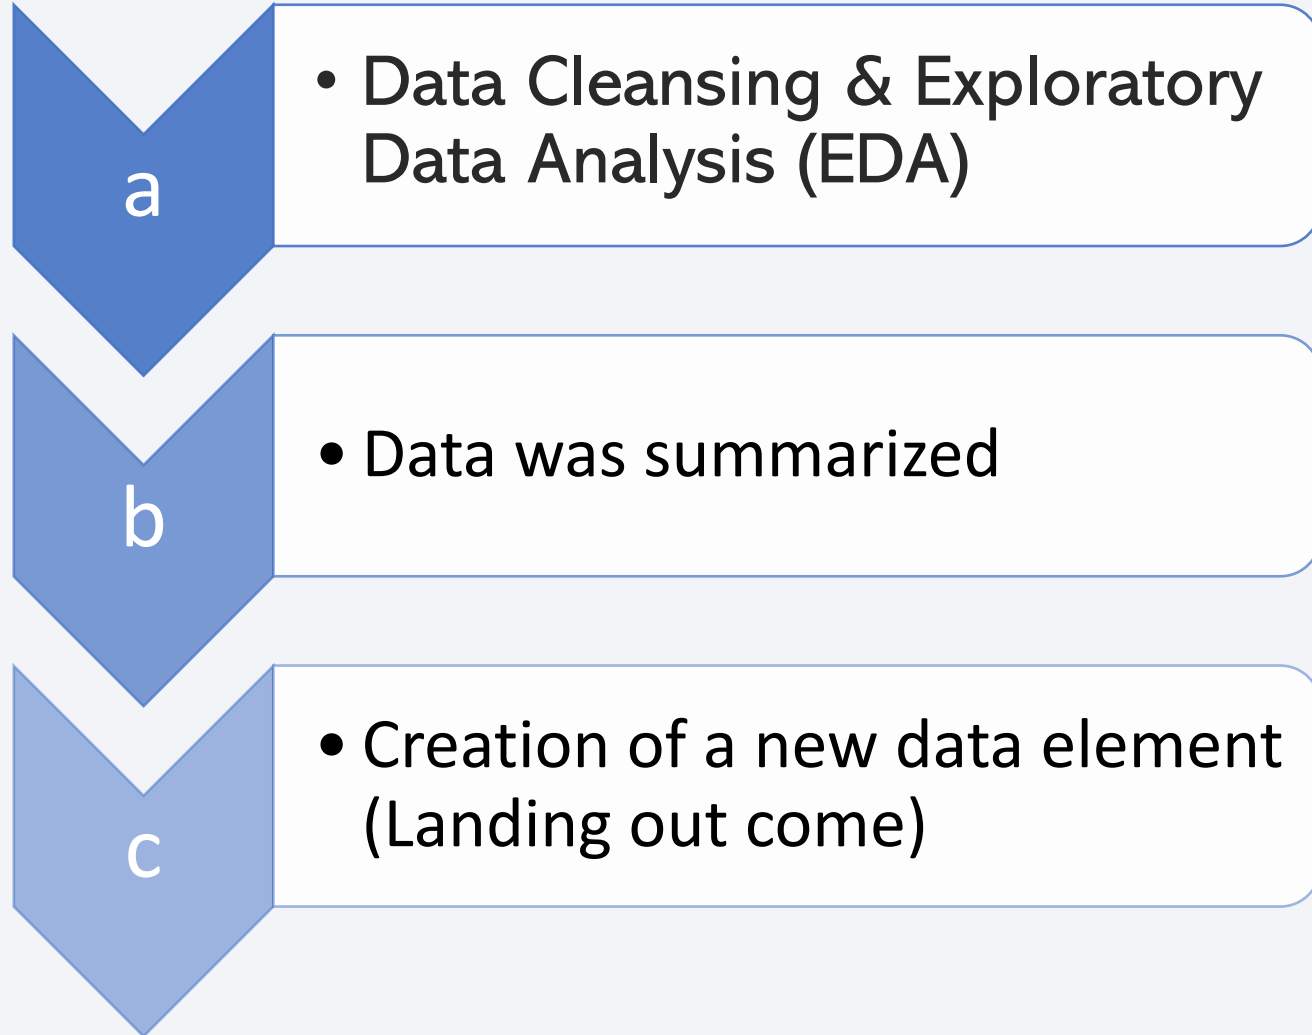 a
• Data Cleansing & Exploratory
Data Analysis (EDA)
b
• Data was summarized
c
• Creation of a new data element
(Landing out come)